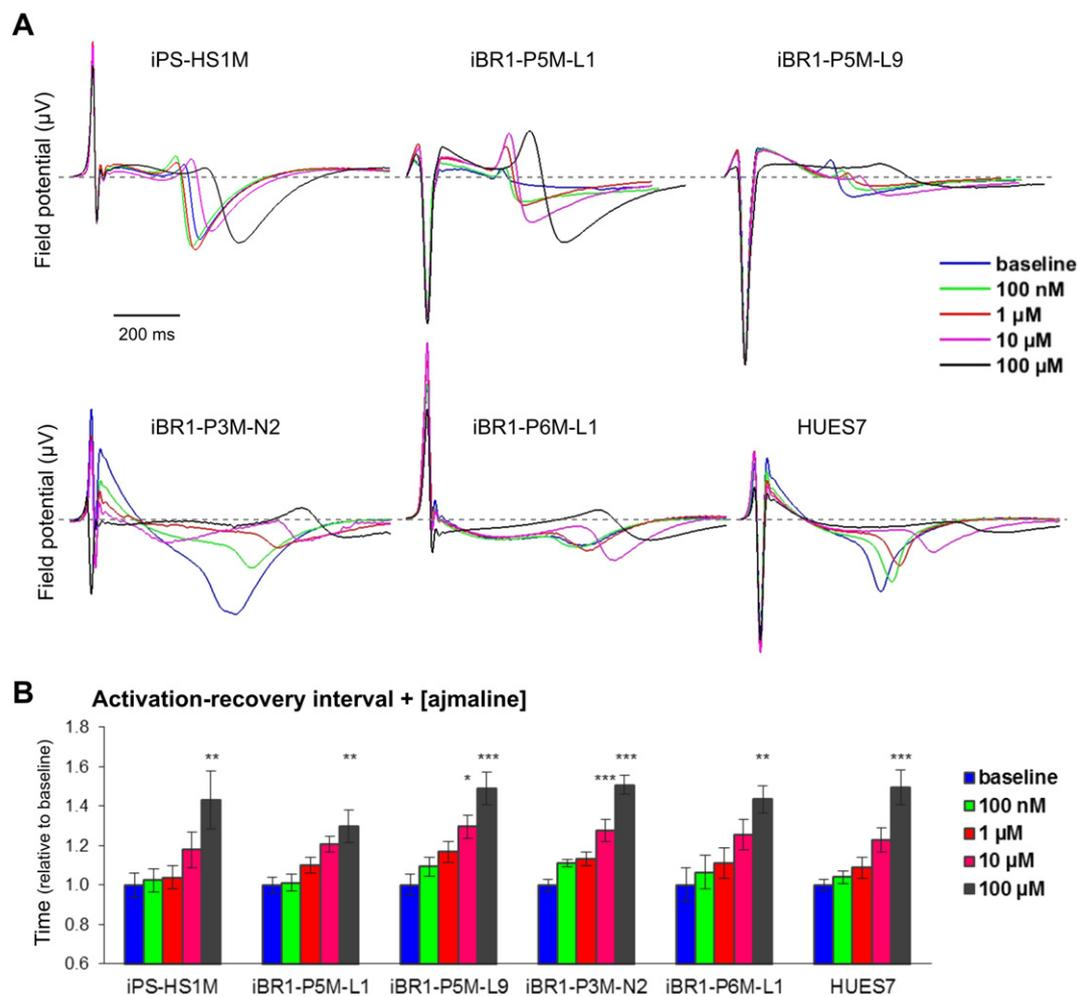 A
iPS-HS1M
iBR1-P5M-L1
iBR1-P5M-L9
Field potential (µV)
200 ms
baseline
100 nM
1 µM
10 µM
100 µM
iBR1-P3M-N2
iBR1-P6M-L1
HUES7
Field potential (µV)
B
Activation-recovery interval + [ajmaline]
Time (relative to baseline)
1.8
1.6
1.4
1.2
1.0
0.8
0.6
**
**
* ***
*** ***
**
***
baseline
100 nM
1 µM
10 µM
100 µM
iPS-HS1M
iBR1-P5M-L1
iBR1-P5M-L9
iBR1-P3M-N2
iBR1-P6M-L1
HUES7